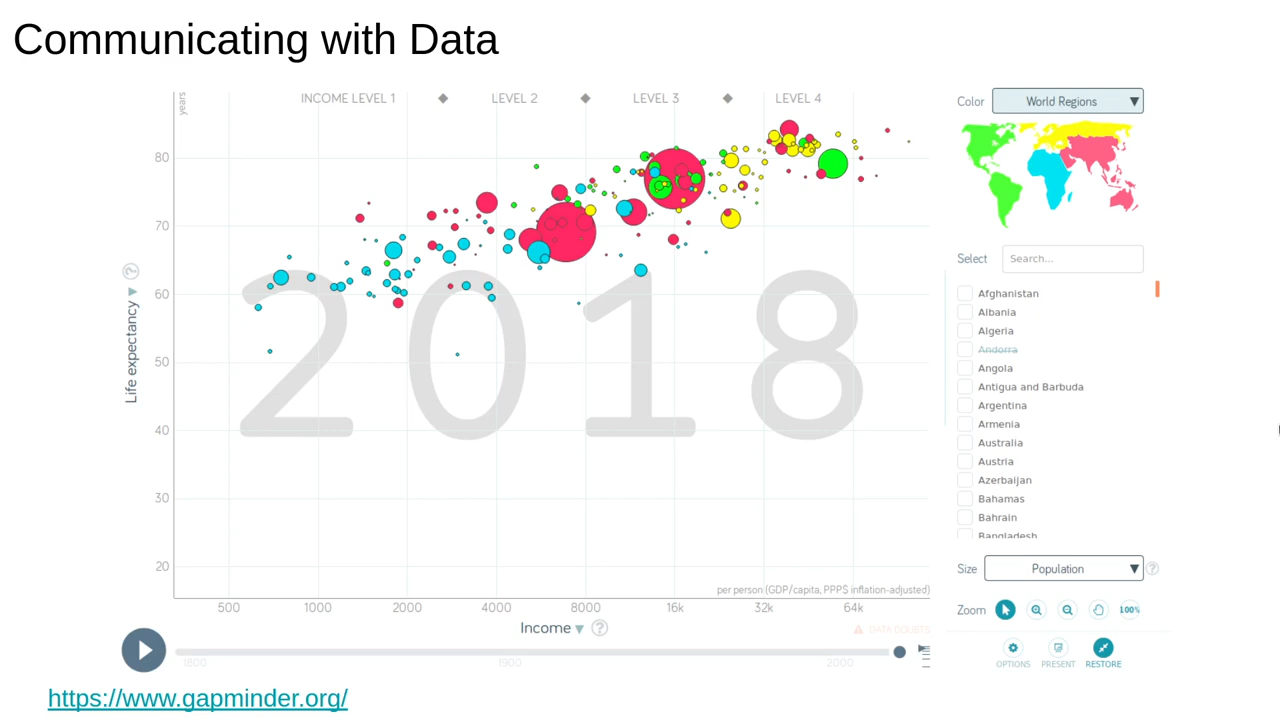 Communicating with Data
years
INCOME LEVEL 1 ◆ LEVEL 2 ◆ LEVEL 3 ◆ LEVEL 4
80
70
60
50
40
30
20
Life expectancy ▼ ?
2018
per person (GDP/capita, PPP$ inflation-adjusted)
500 1000 2000 4000 8000 16k 32k 64k
Income ▼ ?
DATA DOUBTS
1800 1900 2000
Color World Regions ▼
Select Search...
Afghanistan
Albania
Algeria
Andorra
Angola
Antigua and Barbuda
Argentina
Armenia
Australia
Austria
Azerbaijan
Bahamas
Bahrain
Bangladesh
Size Population ▼ ?
Zoom 100%
OPTIONS PRESENT RESTORE
https://www.gapminder.org/